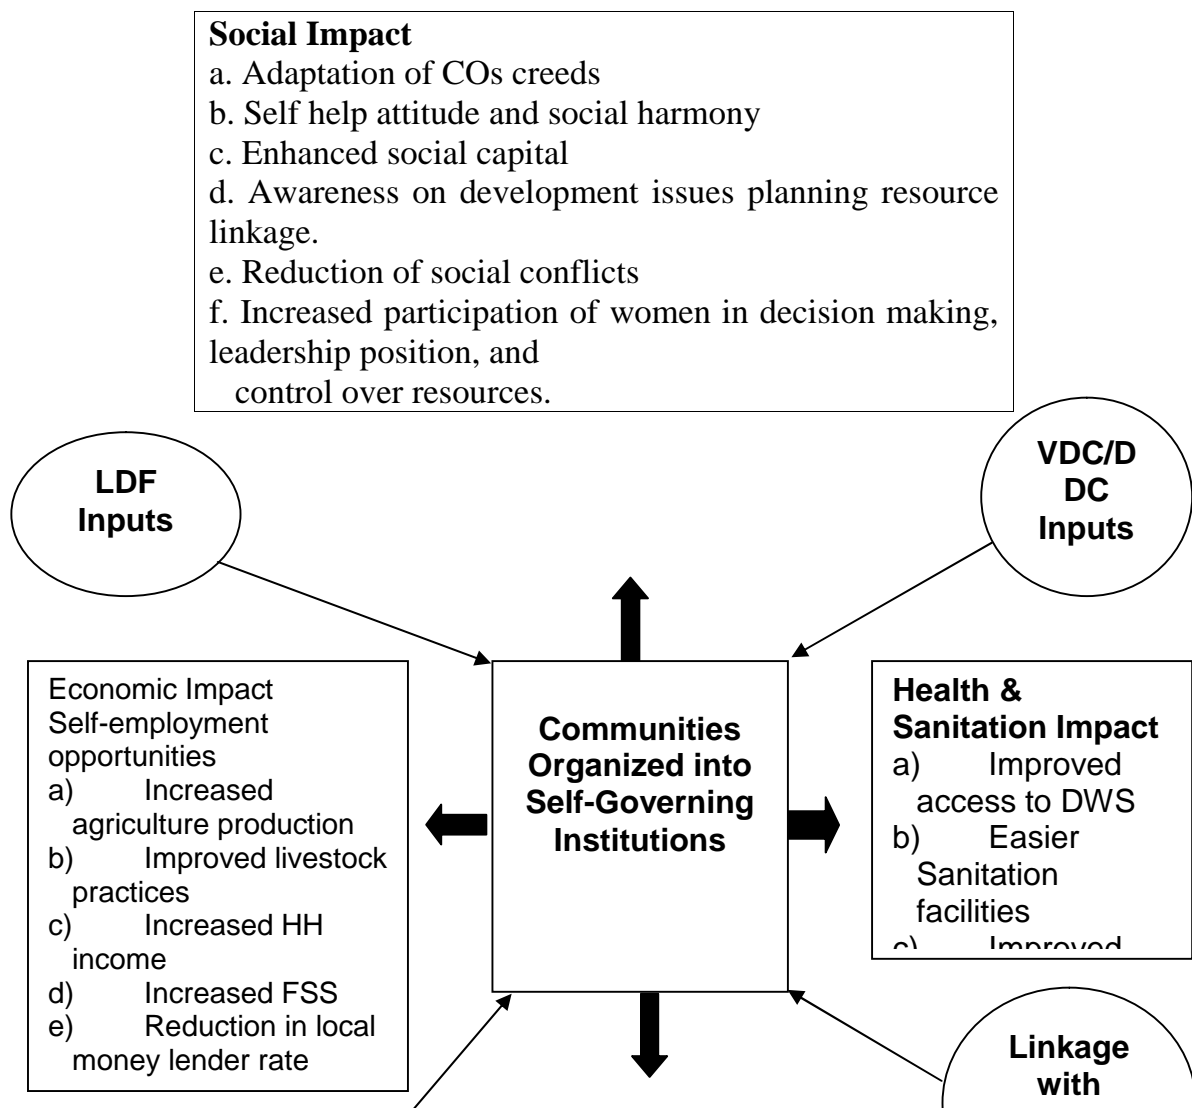 Social Impact
a. Adaptation of COs creeds
b. Self help attitude and social harmony
c. Enhanced social capital
d. Awareness on development issues planning resource
linkage.
e. Reduction of social conflicts
f. Increased participation of women in decision making,
leadership position, and
control over resources.
LDF
Inputs
VDC/D
DC
Inputs
Economic Impact
Self-employment
opportunities
a) Increased
agriculture production
b) Improved livestock
practices
c) Increased HH
income
d) Increased FSS
e) Reduction in local
money lender rate
Communities
Organized into
Self-Governing
Institutions
Health &
Sanitation Impact
a) Improved
access to DWS
b) Easier
Sanitation
facilities
c) Improved
Linkage
with